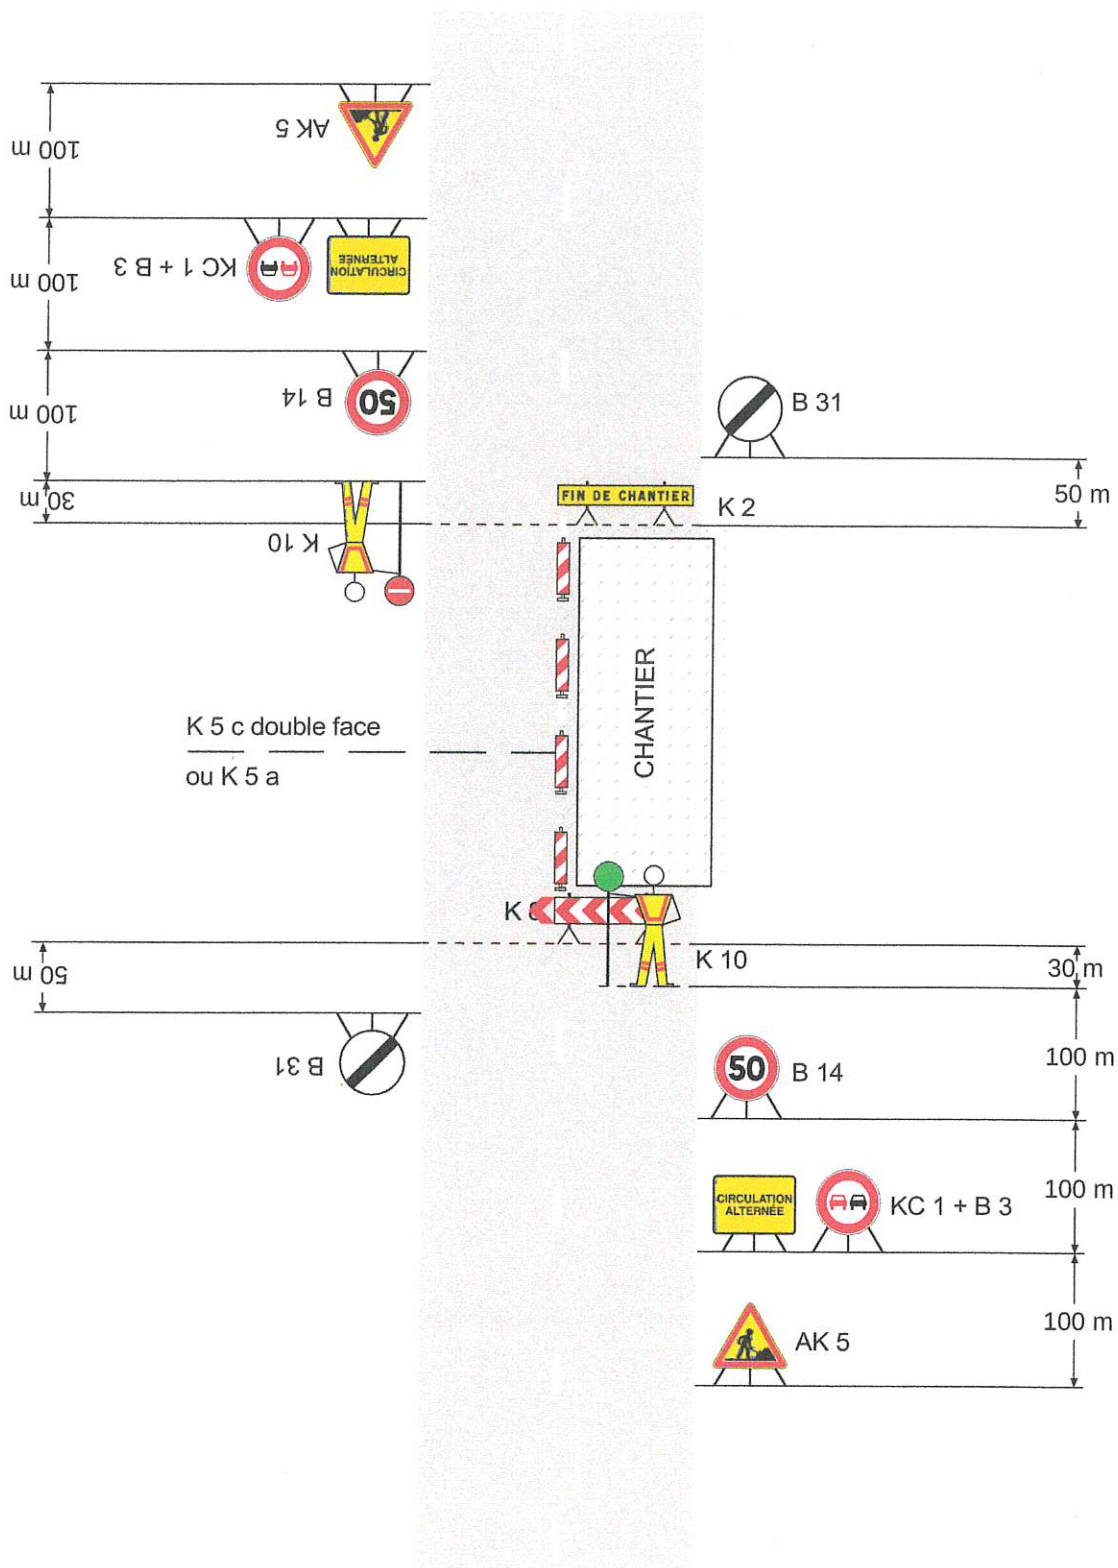 AK 5
100 m
KC 1 + B 3
CIRCULATION
ALTERNÉE
100 m
B 14
50
100 m
B 31
FIN DE CHANTIER
K 2
50 m
30 m
K 10
CHANTIER
K 5 c double face
ou K 5 a
K 8
K 10
30 m
50 m
B 31
50
B 14
100 m
CIRCULATION
ALTERNÉE
KC 1 + B 3
100 m
AK 5
100 m